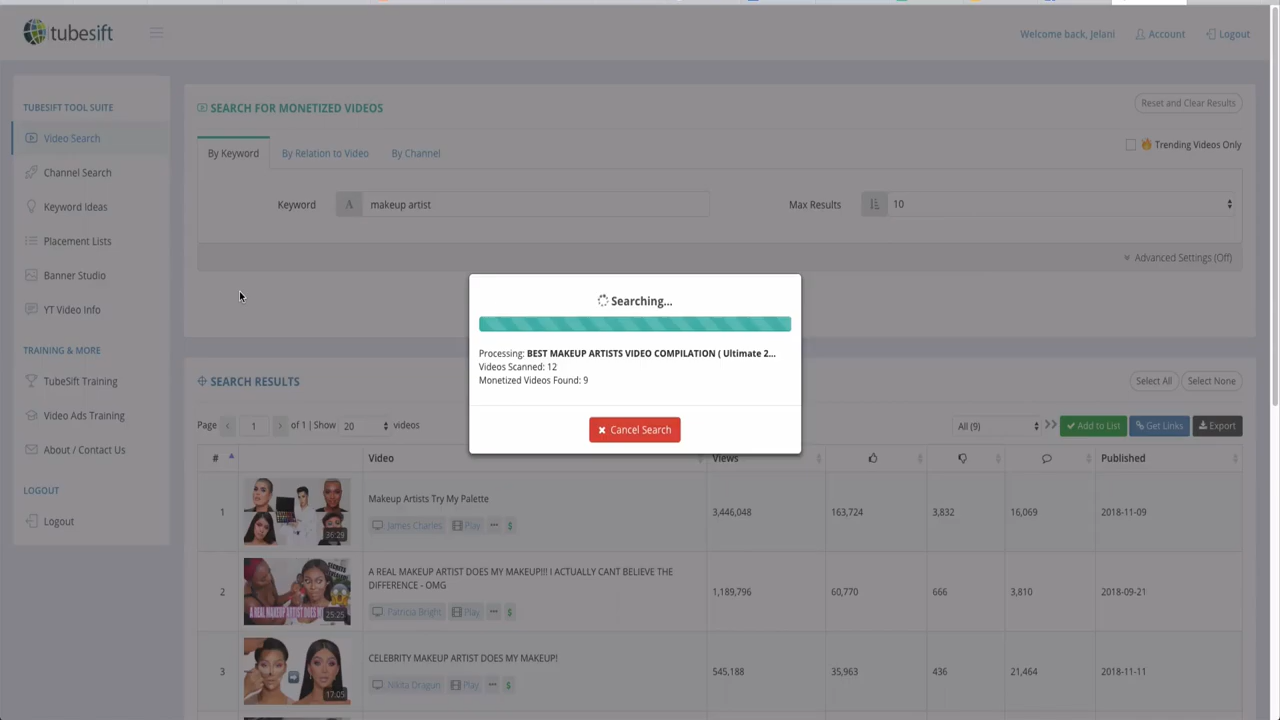 tubesift
Welcome back, Jelani
Account
Logout
TUBESIFT TOOL SUITE
Video Search
Channel Search
Keyword Ideas
Placement Lists
Banner Studio
YT Video Info
TRAINING & MORE
TubeSift Training
Video Ads Training
About / Contact Us
LOGOUT
Logout
SEARCH FOR MONETIZED VIDEOS
Reset and Clear Results
By Keyword
By Relation to Video
By Channel
Trending Videos Only
Keyword
A
makeup artist
Max Results
10
Advanced Settings (Off)
Searching...
Processing: BEST MAKEUP ARTISTS VIDEO COMPILATION ( Ultimate 2...
Videos Scanned: 12
Monetized Videos Found: 9
Cancel Search
SEARCH RESULTS
Select All
Select None
Page
1
of 1 | Show
20
videos
All (9)
Add to List
Get Links
Export
# Video Views Published
1
36:29
Makeup Artists Try My Palette
James Charles
Play
$
3,446,048
163,724
3,832
16,069
2018-11-09
2
A REAL MAKEUP ARTIST DOES M
25:25
A REAL MAKEUP ARTIST DOES MY MAKEUP!!! I ACTUALLY CANT BELIEVE THE
DIFFERENCE - OMG
Patricia Bright
Play
$
1,189,796
60,770
666
3,810
2018-09-21
3
17:05
CELEBRITY MAKEUP ARTIST DOES MY MAKEUP!
Nikita Dragun
Play
$
545,188
35,963
436
21,464
2018-11-11